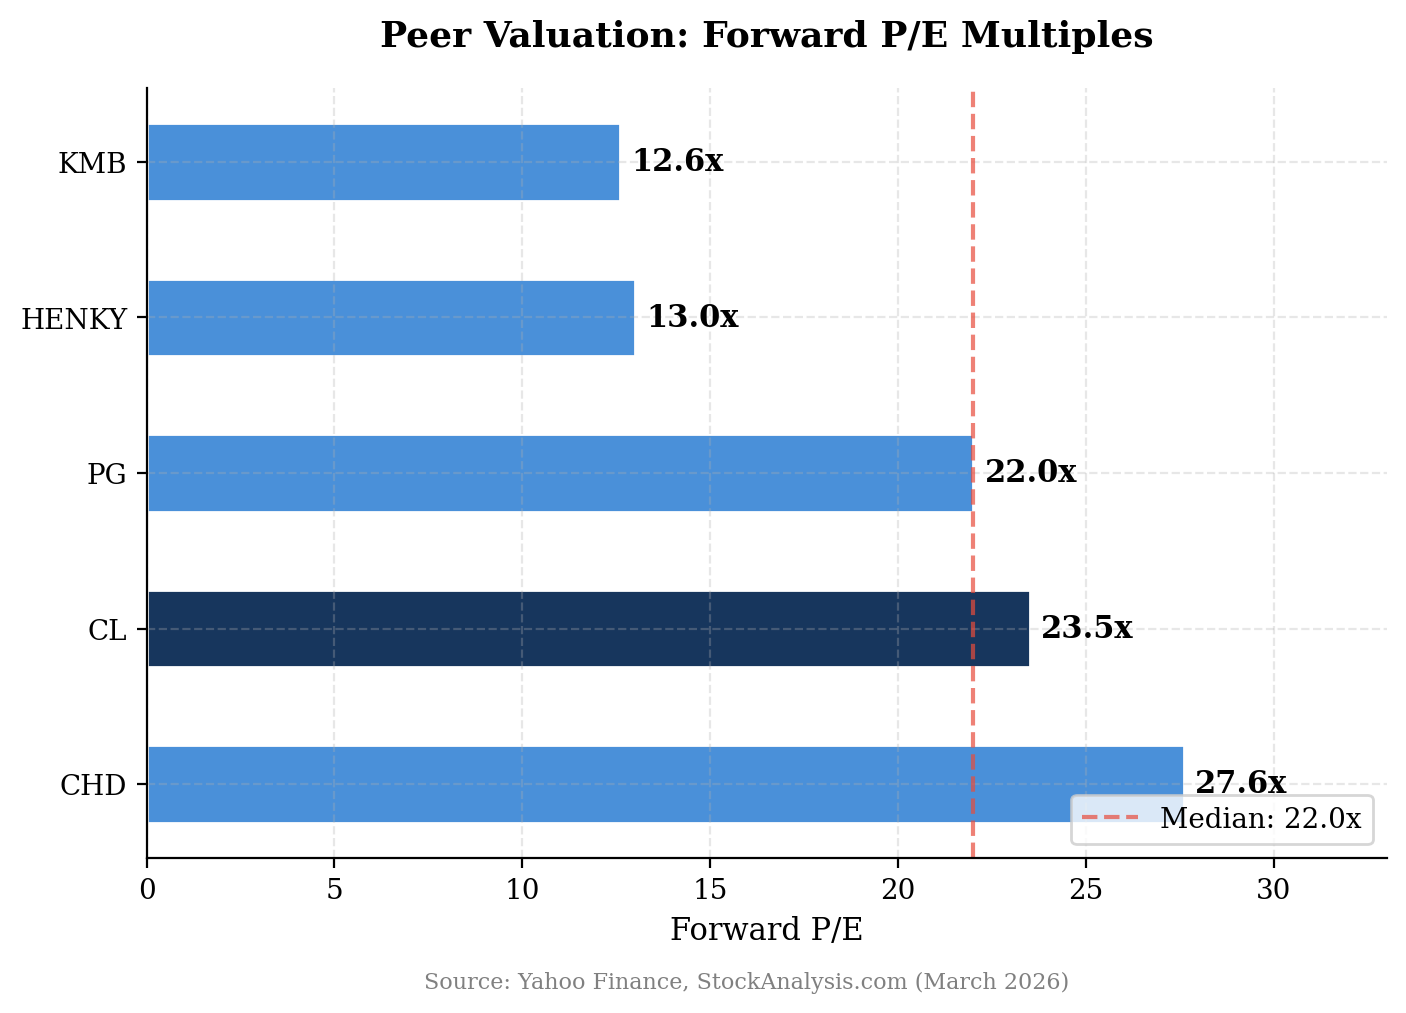 Peer Valuation: Forward P/E Multiples
KMB
12.6x
HENKY
13.0x
PG
22.0x
CL
23.5x
CHD
27.6x
Median: 22.0x
0 5 10 15 20 25 30
Forward P/E
Source: Yahoo Finance, StockAnalysis.com (March 2026)